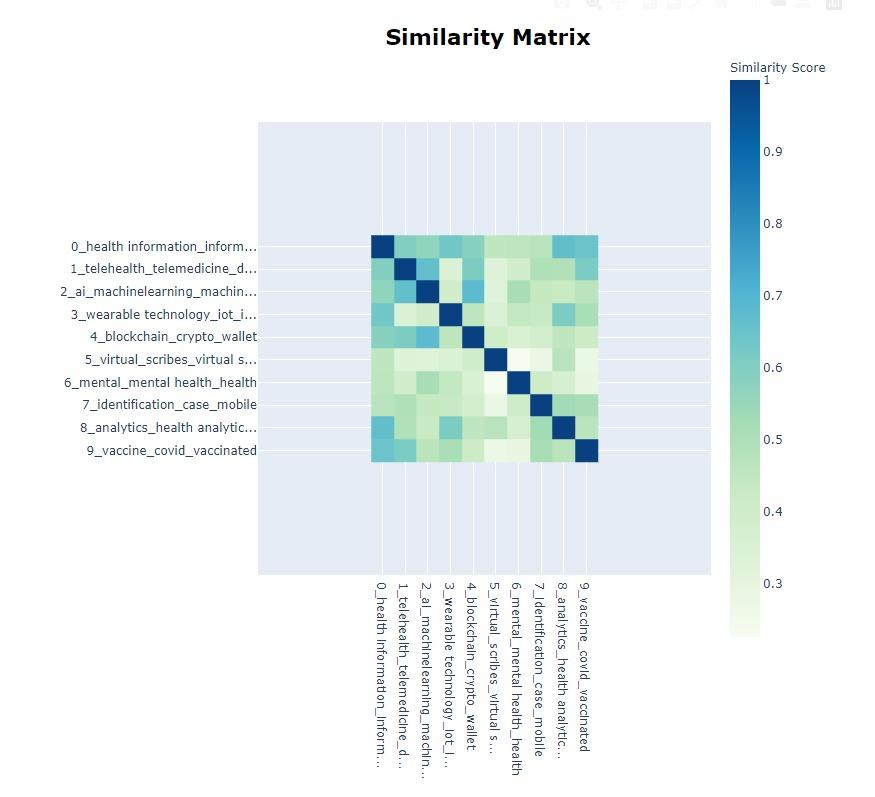 Similarity Matrix
Similarity Score
1
0.9
0.8
0.7
0.6
0.5
0.4
0.3
0_health information_inform...
1_telehealth_telemedicine_d...
2_ai_machinelearning_machin...
3_wearable technology_iot_i...
4_blockchain_crypto_wallet
5_virtual_scribes_virtual s...
6_mental_mental health_health
7_identification_case_mobile
8_analytics_health analytic...
9_vaccine_covid_vaccinated
0_health information_inform...
1_telehealth_telemedicine_d...
2_ai_machinelearning_machin...
3_wearable technology_iot_i...
4_blockchain_crypto_wallet
5_virtual_scribes_virtual s...
6_mental_mental health_health
7_identification_case_mobile
8_analytics_health analytic...
9_vaccine_covid_vaccinated